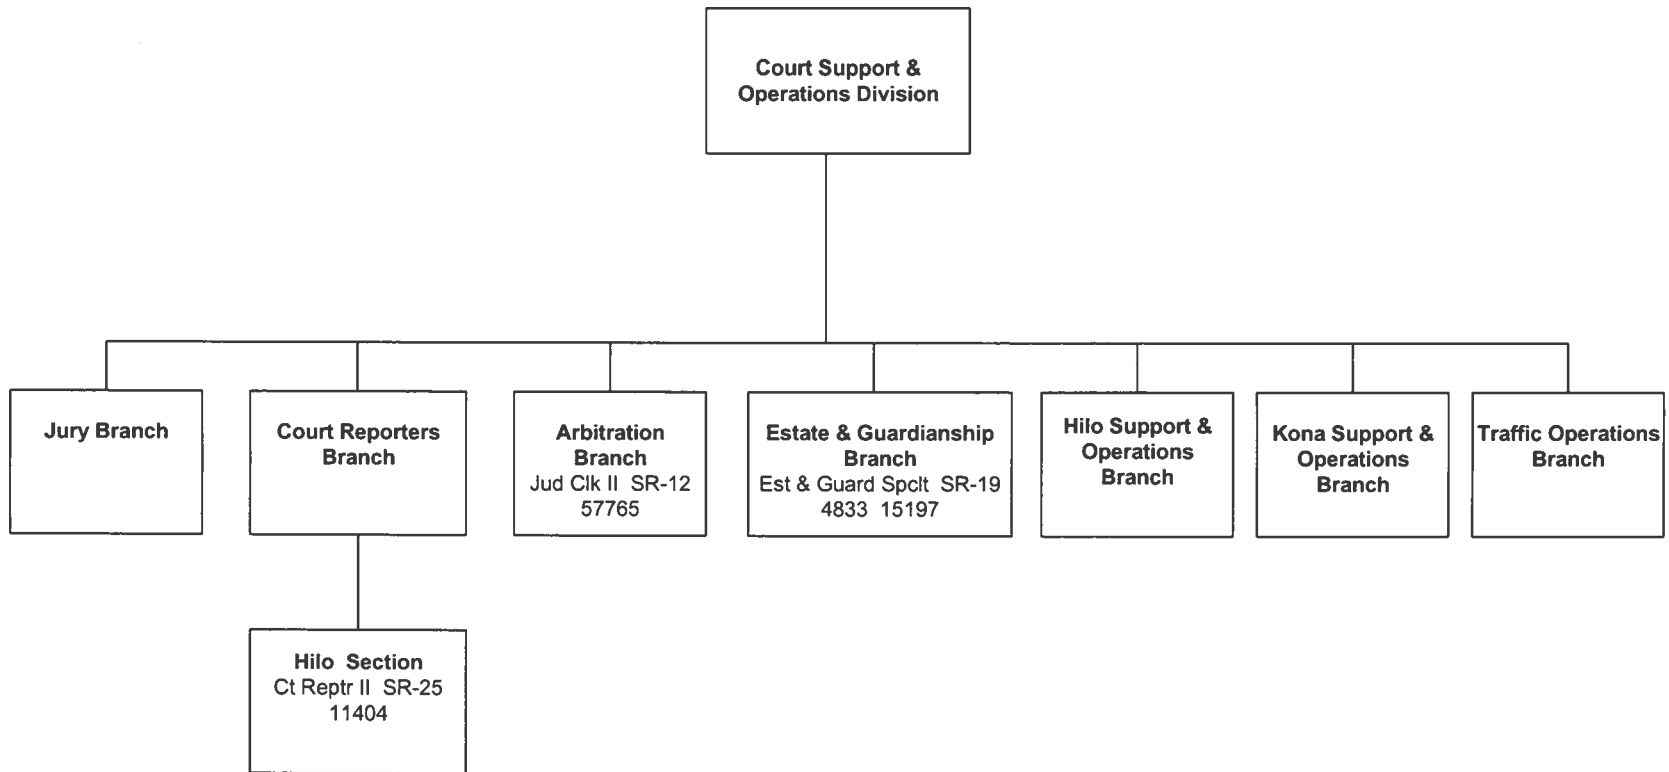 Court Support &
Operations Division
Jury Branch
Court Reporters
Branch
Arbitration
Branch
Jud Clk II SR-12
57765
Estate & Guardianship
Branch
Est & Guard Spclt SR-19
4833 15197
Hilo Support &
Operations
Branch
Kona Support &
Operations
Branch
Traffic Operations
Branch
Hilo Section
Ct Reptr II SR-25
11404